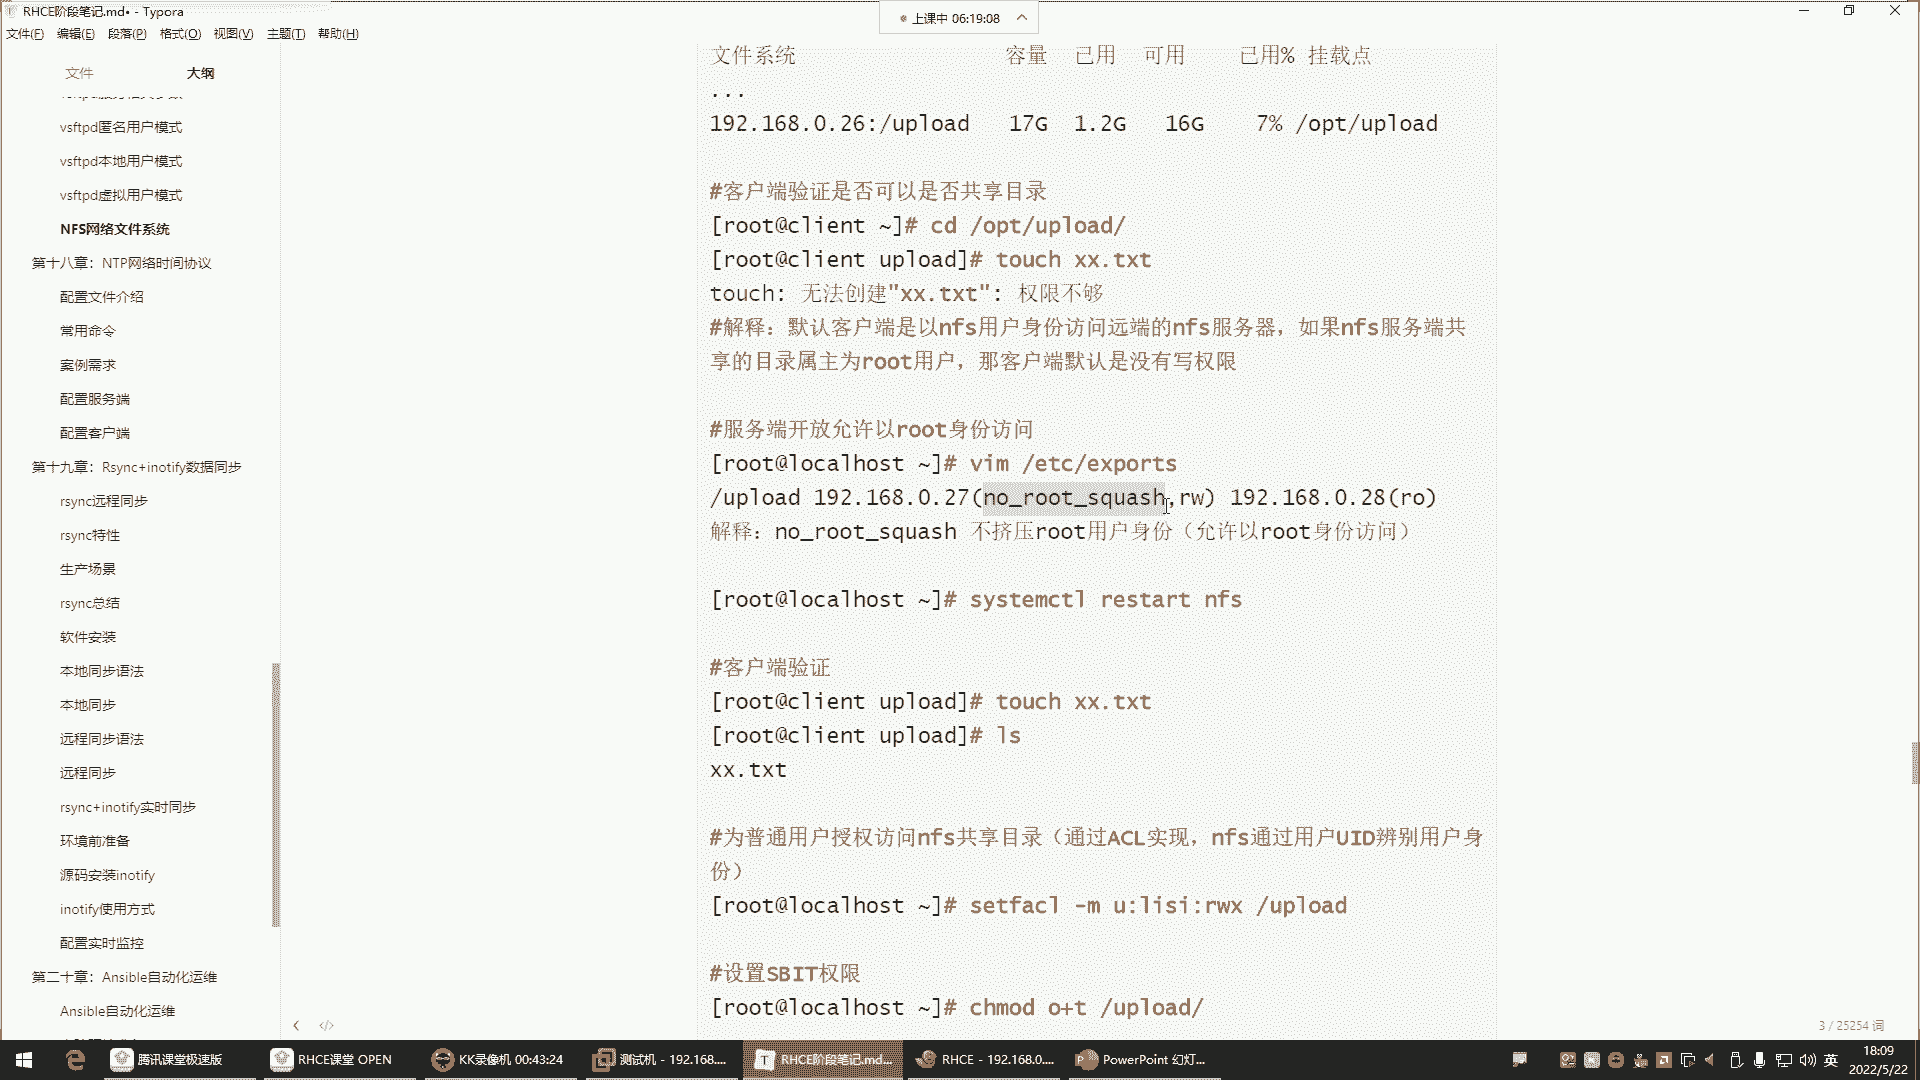 RHCE阶段笔记.md• - Typora
上课中 06:19:08
文件(F) 编辑(E) 段落(P) 格式(O) 视图(V) 主题(T) 帮助(H)
文件 大纲
vsftpd匿名用户模式
vsftpd本地用户模式
vsftpd虚拟用户模式
NFS网络文件系统
第十八章：NTP网络时间协议
配置文件介绍
常用命令
案例需求
配置服务端
配置客户端
第十九章：Rsync+inotify数据同步
rsync远程同步
rsync特性
生产场景
rsync总结
软件安装
本地同步语法
本地同步
远程同步语法
远程同步
rsync+inotify实时同步
环境前准备
源码安装inotify
inotify使用方式
配置实时监控
第二十章：Ansible自动化运维
Ansible自动化运维
文件系统 容量 已用 可用 已用% 挂载点
...
192.168.0.26:/upload 17G 1.2G 16G 7% /opt/upload
#客户端验证是否可以是否共享目录
[root@client ~]# cd /opt/upload/
[root@client upload]# touch xx.txt
touch: 无法创建"xx.txt": 权限不够
#解释：默认客户端是以nfs用户身份访问远端的nfs服务器，如果nfs服务端共
享的目录属主为root用户，那客户端默认是没有写权限
#服务端开放允许以root身份访问
[root@localhost ~]# vim /etc/exports
/upload 192.168.0.27(no_root_squash,rw) 192.168.0.28(ro)
解释：no_root_squash 不挤压root用户身份（允许以root身份访问）
[root@localhost ~]# systemctl restart nfs
#客户端验证
[root@client upload]# touch xx.txt
[root@client upload]# ls
xx.txt
#为普通用户授权访问nfs共享目录（通过ACL实现，nfs通过用户UID辨别用户身
份）
[root@localhost ~]# setfacl -m u:lisi:rwx /upload
#设置SBIT权限
[root@localhost ~]# chmod o+t /upload/
3 / 25254 词
腾讯课堂极速版
RHCE课堂 OPEN
KK录像机 00:43:24
测试机 - 192.168....
RHCE阶段笔记.md...
RHCE - 192.168.0....
PowerPoint 幻灯...
英
18:09
2022/5/22